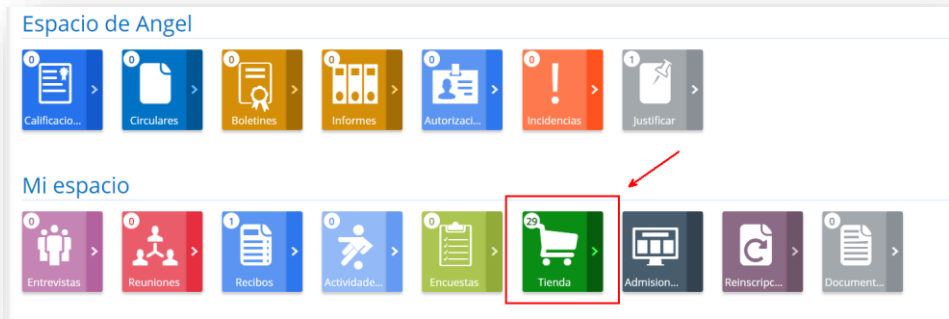 Espacio de Angel
0 0 0 0 0 0 1
Calificacio... Circulares Boletines Informes Autorizaci... Incidencias Justificar
Mi espacio
0 0 1 0 0 29 0
Entrevistas Reuniones Recibos Actividade... Encuestas Tienda Admision... Reinscripc... Document...